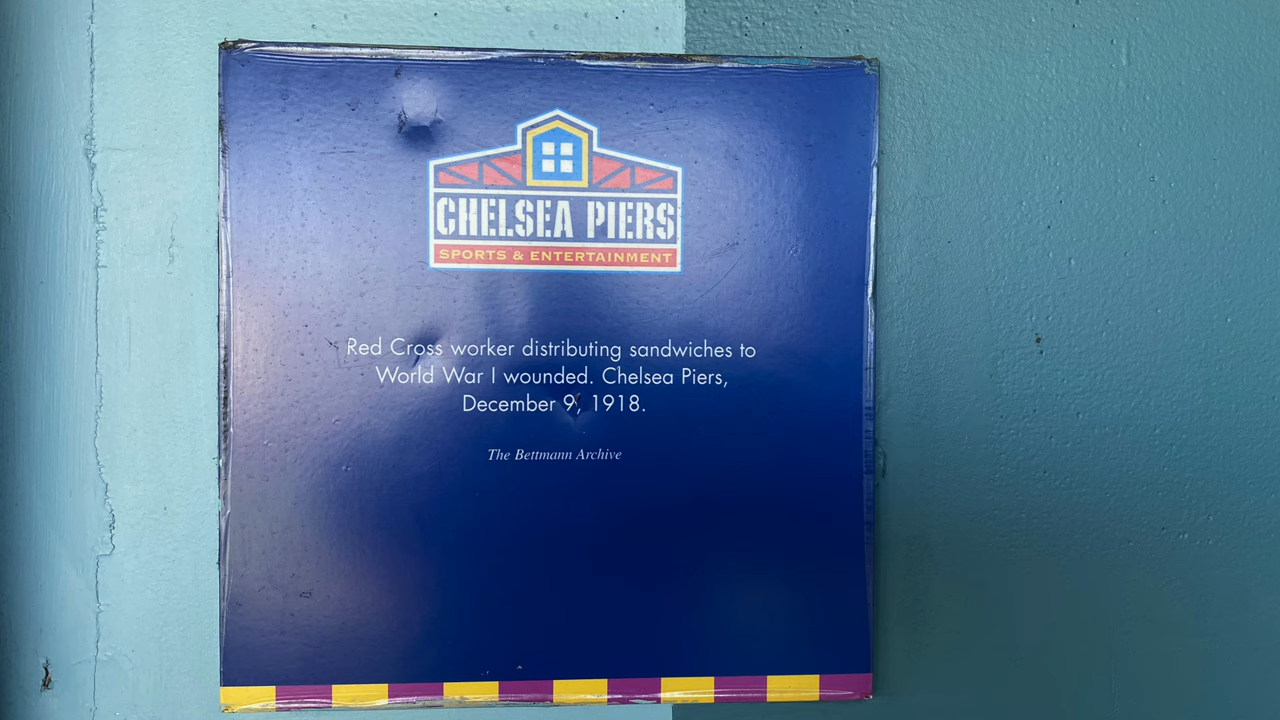 CHELSEA PIERS
SPORTS & ENTERTAINMENT
Red Cross worker distributing sandwiches to
World War I wounded. Chelsea Piers,
December 9, 1918.
The Bettmann Archive